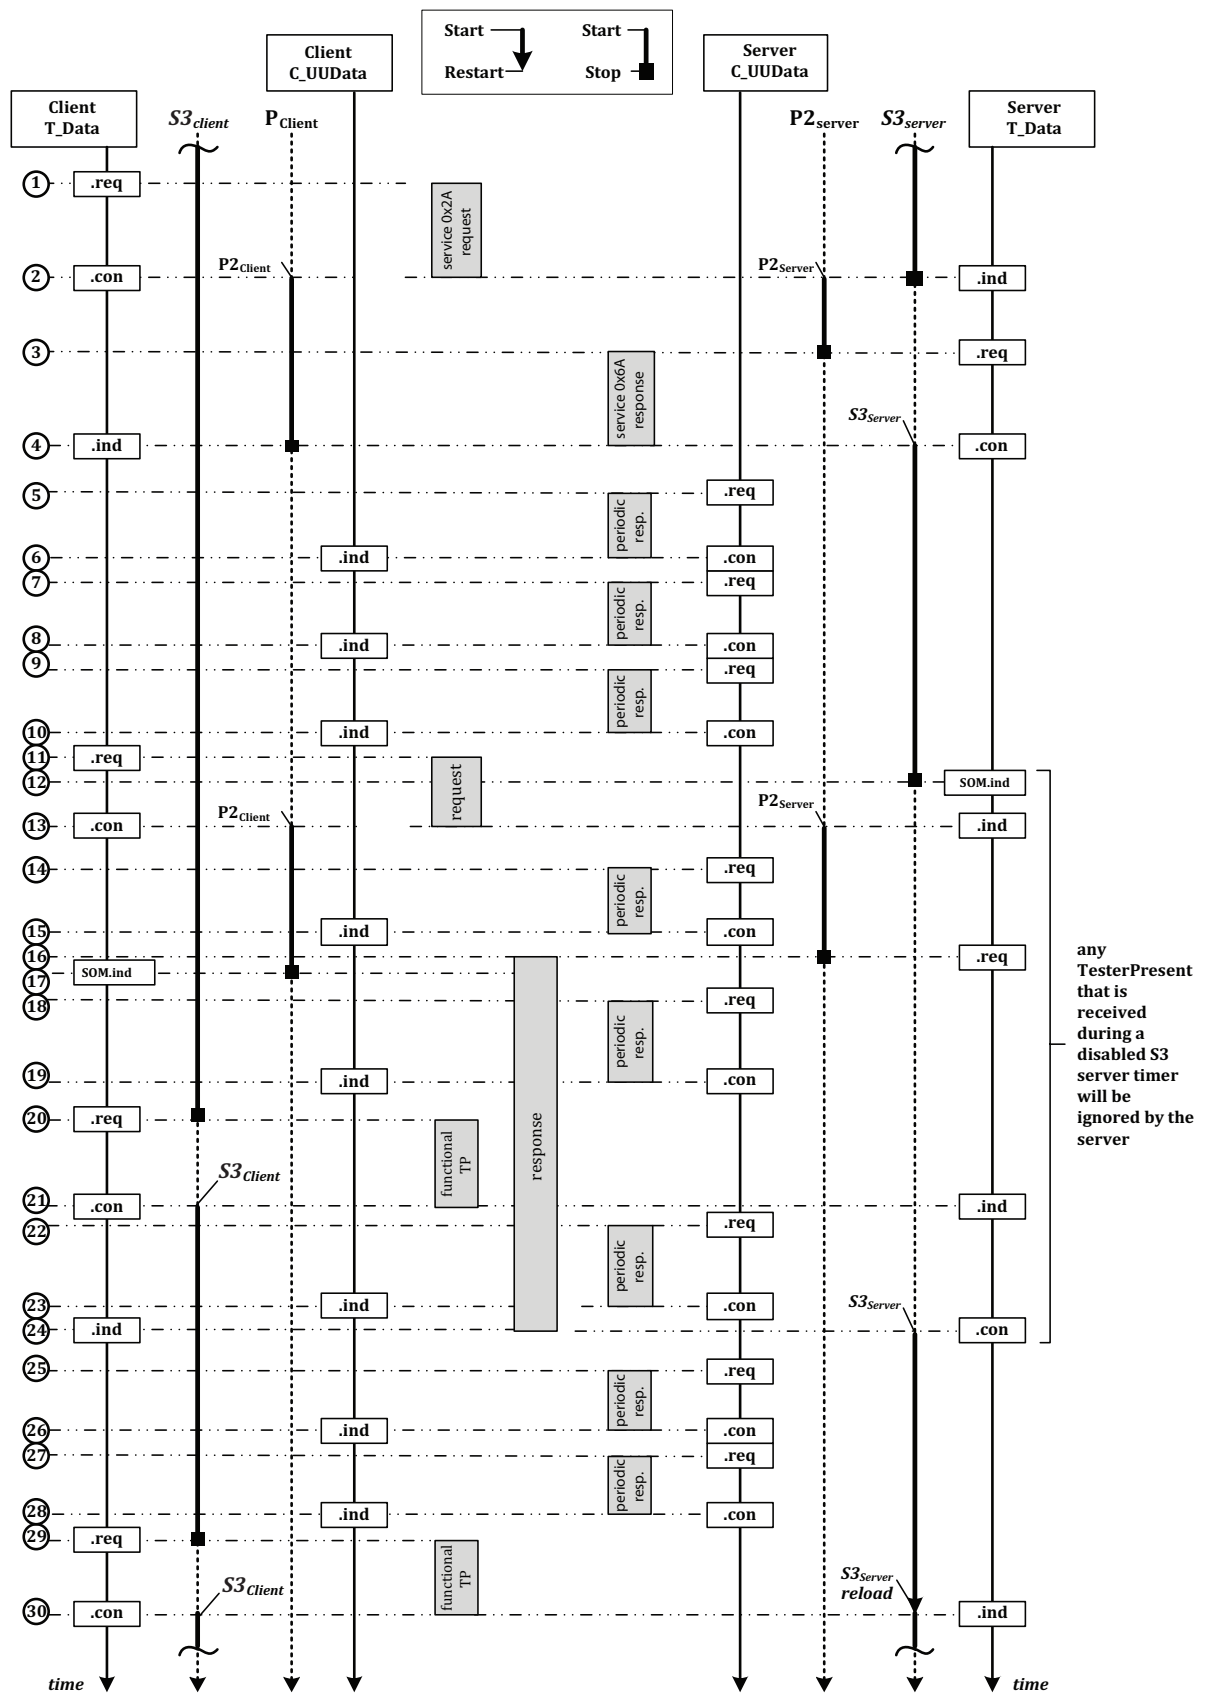 Start
Start
Restart
Stop
Client
C_UUData
Server
C_UUData
Client
T_Data
S3client
PClient
P2server
S3server
Server
T_Data
1
.req
service 0x2A
request
2
.con
P2Client
P2Server
.ind
3
.req
service 0x6A
response
S3Server
4
.ind
.con
5
.req
periodic
resp.
6
.ind
.con
7
.req
periodic
resp.
8
.ind
.con
9
.req
periodic
resp.
10
.ind
.con
11
.req
request
12
SOM.ind
P2Client
P2Server
13
.con
.ind
14
.req
periodic
resp.
15
.ind
.con
16
.req
17
SOM.ind
18
.req
periodic
resp.
response
any
TesterPresent
that is
received
during a
disabled S3
server timer
will be
ignored by the
server
19
.ind
.con
20
.req
functional
TP
S3Client
21
.con
.ind
22
.req
periodic
resp.
23
.ind
.con
S3Server
24
.ind
.con
25
.req
periodic
resp.
26
.ind
.con
27
.req
periodic
resp.
28
.ind
.con
29
.req
functional
TP
S3Client
S3Server
reload
30
.con
.ind
time
time